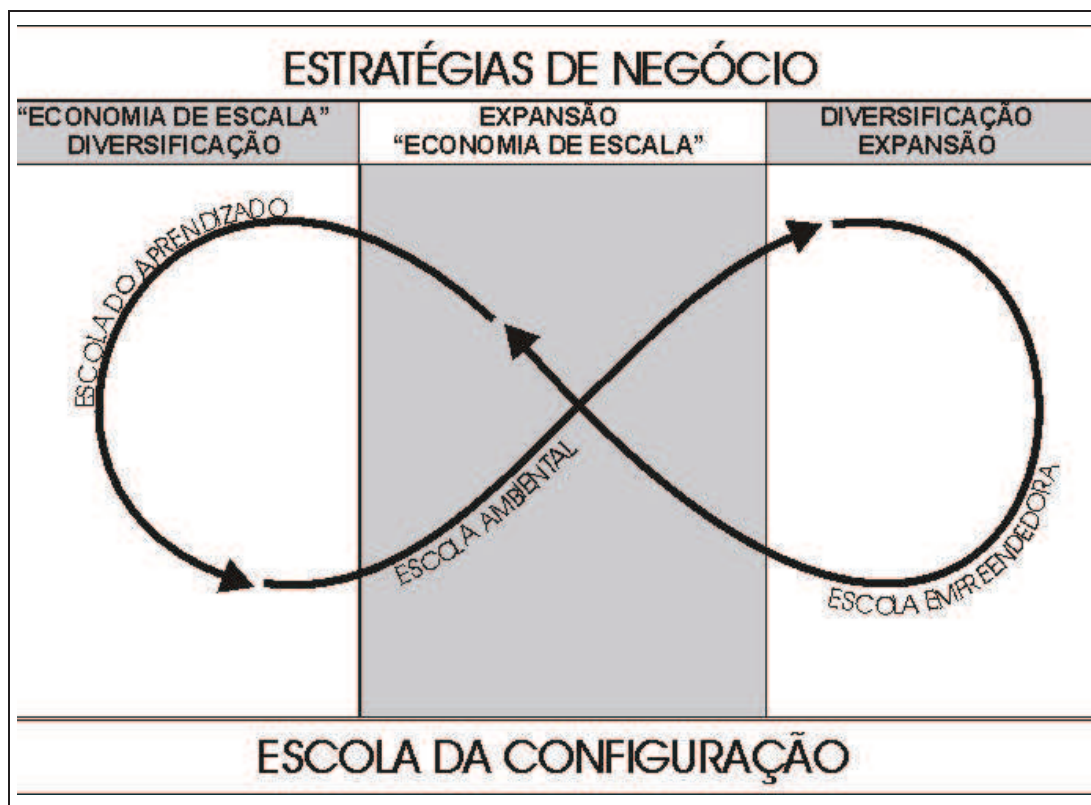 ESTRATÉGIAS DE NEGÓCIO
“ECONOMIA DE ESCALA”
DIVERSIFICAÇÃO
EXPANSÃO
“ECONOMIA DE ESCALA”
DIVERSIFICAÇÃO
EXPANSÃO
ESCOLA DO APRENDIZADO
ESCOLA AMBIENTAL
ESCOLA EMPREENDEDORA
ESCOLA DA CONFIGURAÇÃO